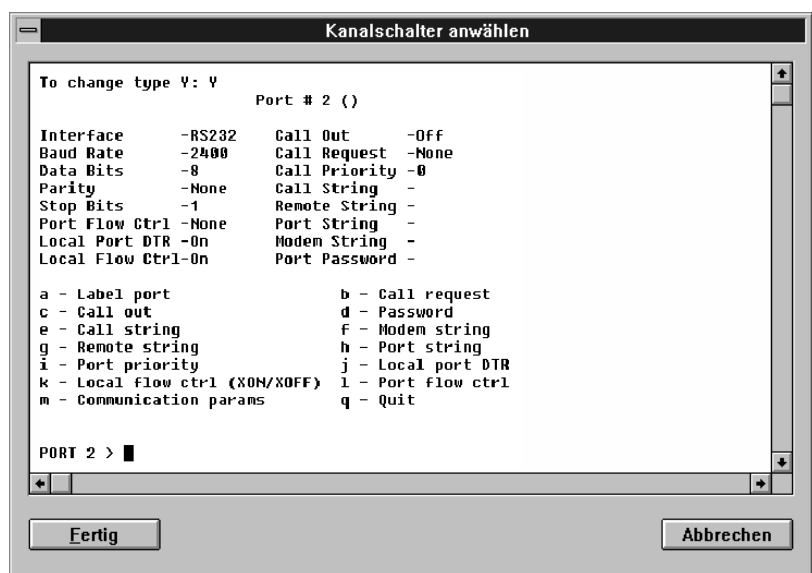 Kanalschalter anwählen
To change type Y: Y
Port # 2 ()
Interface -RS232 Call Out -Off
Baud Rate -2400 Call Request -None
Data Bits -8 Call Priority -0
Parity -None Call String -
Stop Bits -1 Remote String -
Port Flow Ctrl -None Port String -
Local Port DTR -On Modem String -
Local Flow Ctrl-On Port Password -
a - Label port b - Call request
c - Call out d - Password
e - Call string f - Modem string
g - Remote string h - Port string
i - Port priority j - Local port DTR
k - Local flow ctrl (XON/XOFF) l - Port flow ctrl
m - Communication params q - Quit
PORT 2 >
Fertig Abbrechen